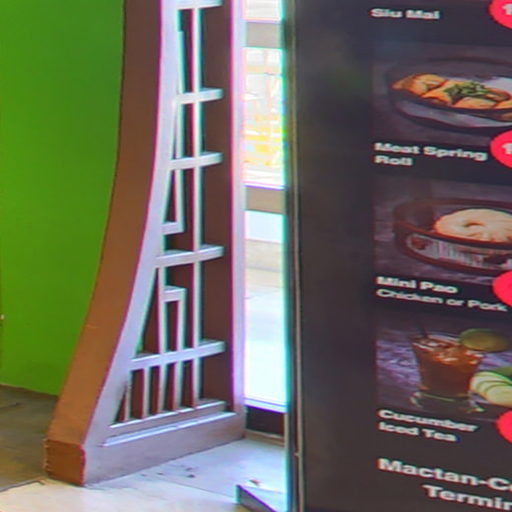 Siu Mai
Meat Spring
Roll
Mini Pao
Chicken or Pork
Cucumber
Iced Tea